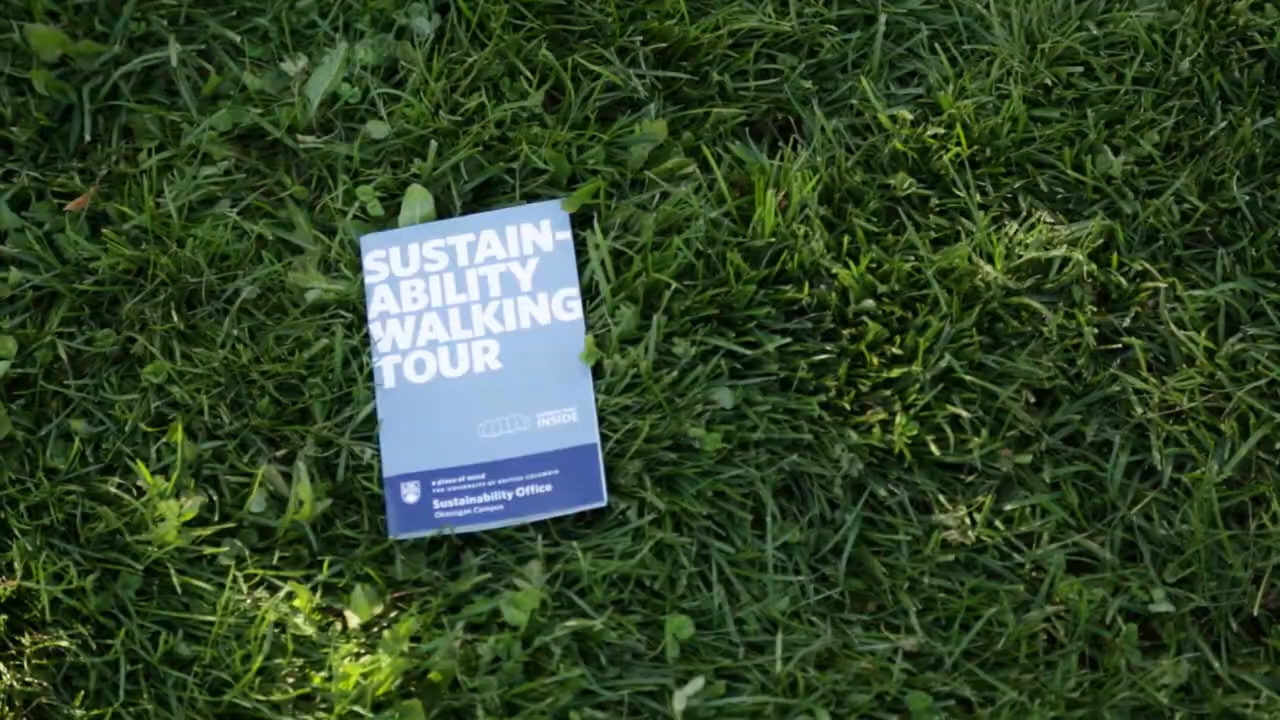 SUSTAIN-
ABILITY
WALKING
TOUR
INSIDE
a place of mind
THE UNIVERSITY OF BRITISH COLUMBIA
Sustainability Office
Okanagan Campus